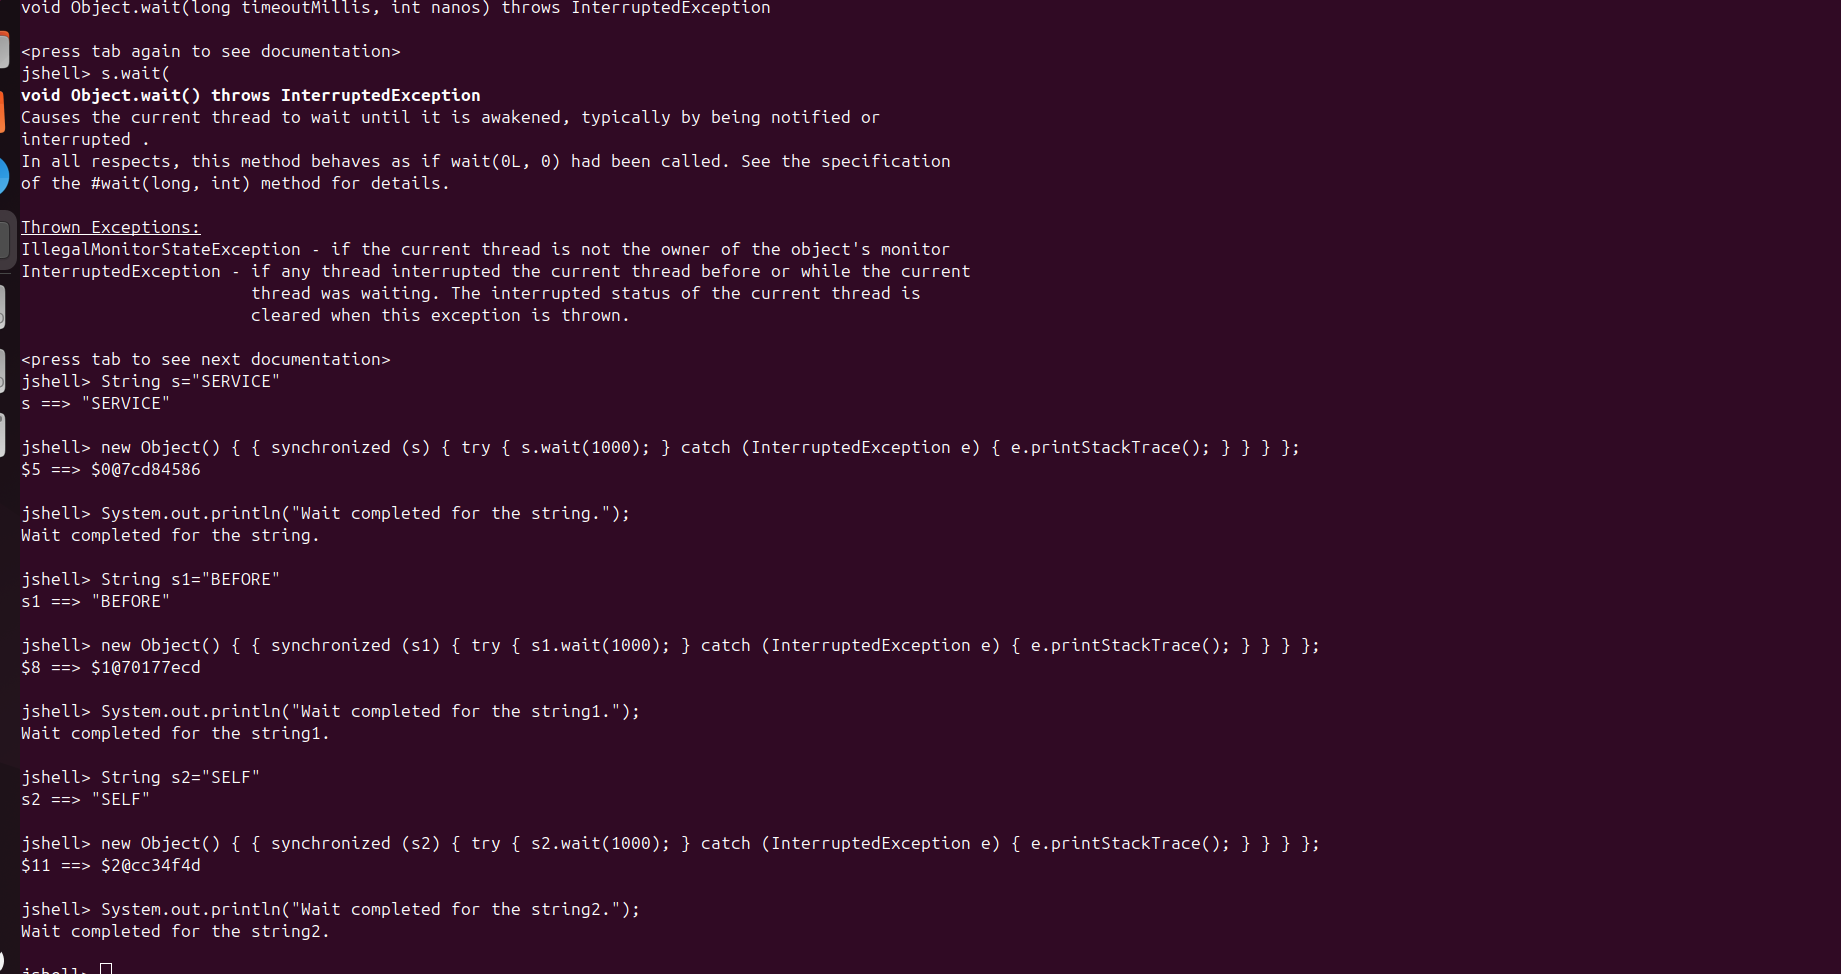 void Object.wait(long timeoutMillis, int nanos) throws InterruptedException
<press tab again to see documentation>
jshell> s.wait(
void Object.wait() throws InterruptedException
Causes the current thread to wait until it is awakened, typically by being notified or
interrupted .
In all respects, this method behaves as if wait(0L, 0) had been called. See the specification
of the #wait(long, int) method for details.
Thrown Exceptions:
IllegalMonitorStateException - if the current thread is not the owner of the object's monitor
InterruptedException - if any thread interrupted the current thread before or while the current
thread was waiting. The interrupted status of the current thread is
cleared when this exception is thrown.
<press tab to see next documentation>
jshell> String s="SERVICE"
s ==> "SERVICE"
jshell> new Object() { { synchronized (s) { try { s.wait(1000); } catch (InterruptedException e) { e.printStackTrace(); } } } };
$5 ==> $0@7cd84586
jshell> System.out.println("Wait completed for the string.");
Wait completed for the string.
jshell> String s1="BEFORE"
s1 ==> "BEFORE"
jshell> new Object() { { synchronized (s1) { try { s1.wait(1000); } catch (InterruptedException e) { e.printStackTrace(); } } } };
$8 ==> $1@70177ecd
jshell> System.out.println("Wait completed for the string1.");
Wait completed for the string1.
jshell> String s2="SELF"
s2 ==> "SELF"
jshell> new Object() { { synchronized (s2) { try { s2.wait(1000); } catch (InterruptedException e) { e.printStackTrace(); } } } };
$11 ==> $2@cc34f4d
jshell> System.out.println("Wait completed for the string2.");
Wait completed for the string2.
jshell>